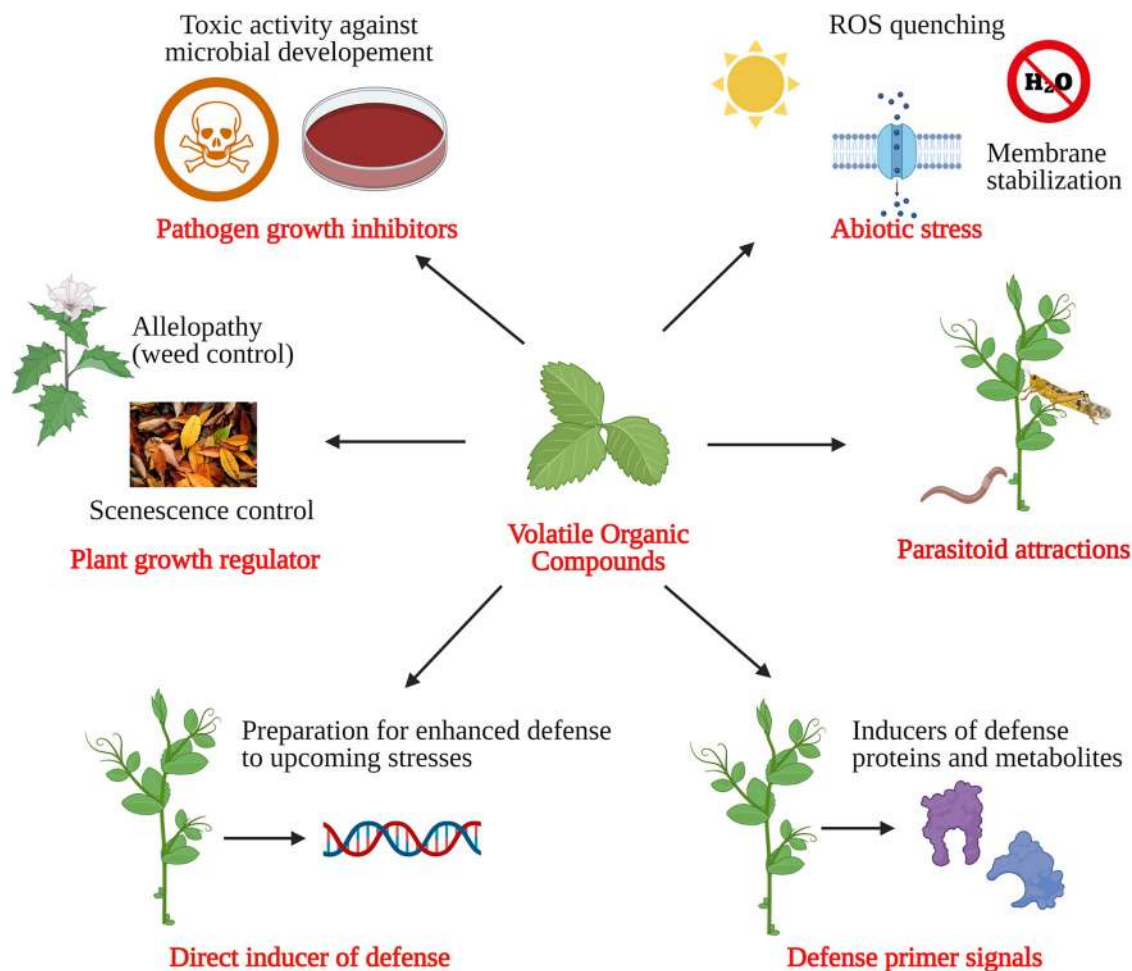 Toxic activity against
microbial developement
Pathogen growth inhibitors
ROS quenching
H₂O
Membrane
stabilization
Abiotic stress
Allelopathy
(weed control)
Scenescence control
Plant growth regulator
Volatile Organic
Compounds
Parasitoid attractions
Preparation for enhanced defense
to upcoming stresses
Direct inducer of defense
Inducers of defense
proteins and metabolites
Defense primer signals